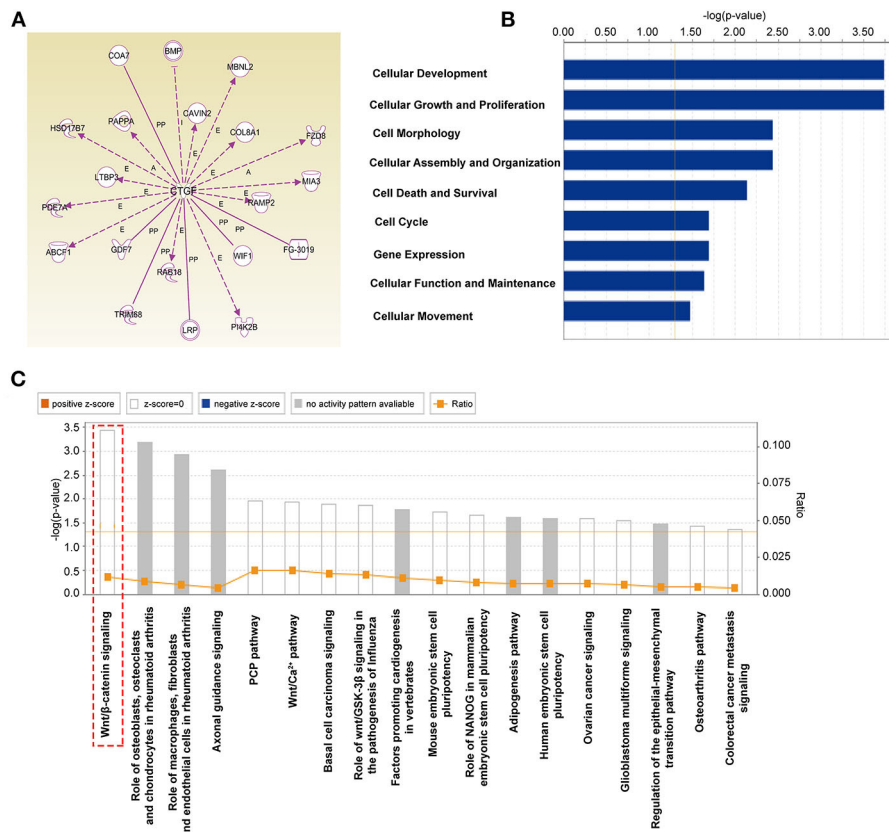 A
COA7
BMP
MBNL2
CAVIN2
HSD17B7
PAPPA
COL8A1
FZD8
PP
I
E
E
E
E
A
E
A
LTBP3
CTGF
MIA3
E
E
E
PDE7A
RAMP2
E
PP
E
PP
ABCF1
GDF7
PP
E
PP
WIF1
FG-3019
PP
RAB18
PP
E
TRIM68
LRP
PI4K2B
B
-log(p-value)
0.00 0.50 1.00 1.50 2.00 2.50 3.00 3.50
Cellular Development
Cellular Growth and Proliferation
Cell Morphology
Cellular Assembly and Organization
Cell Death and Survival
Cell Cycle
Gene Expression
Cellular Function and Maintenance
Cellular Movement
C
positive z-score
z-score=0
negative z-score
no activity pattern avaliable
Ratio
3.5
3.0
2.5
2.0
1.5
1.0
0.5
0.0
-log(p-value)
0.100
0.075
0.050
0.025
0.000
Ratio
Wnt/β-catenin signaling
Role of osteoblasts, osteoclasts
and chondrocytes in rheumatoid arthritis
Role of macrophages, fibroblasts
nd endothelial cells in rheumatoid arthritis
Axonal guidance signaling
PCP pathway
Wnt/Ca²⁺ pathway
Basal cell carcinoma signaling
Role of wnt/GSK-3β signaling in
the pathogenesis of Influenza
Factors promoting cardiogenesis
in vertebrates
Mouse embryonic stem cell
pluripotency
Role of NANOG in mammalian
embryonic stem cell pluripotency
Adipogenesis pathway
Human embryonic stem cell
pluripotency
Ovarian cancer signaling
Glioblastoma multiforme signaling
Regulation of the epithelial-mesenchymal
transition pathway
Osteoarthritis pathway
Colorectal cancer metastasis
signaling